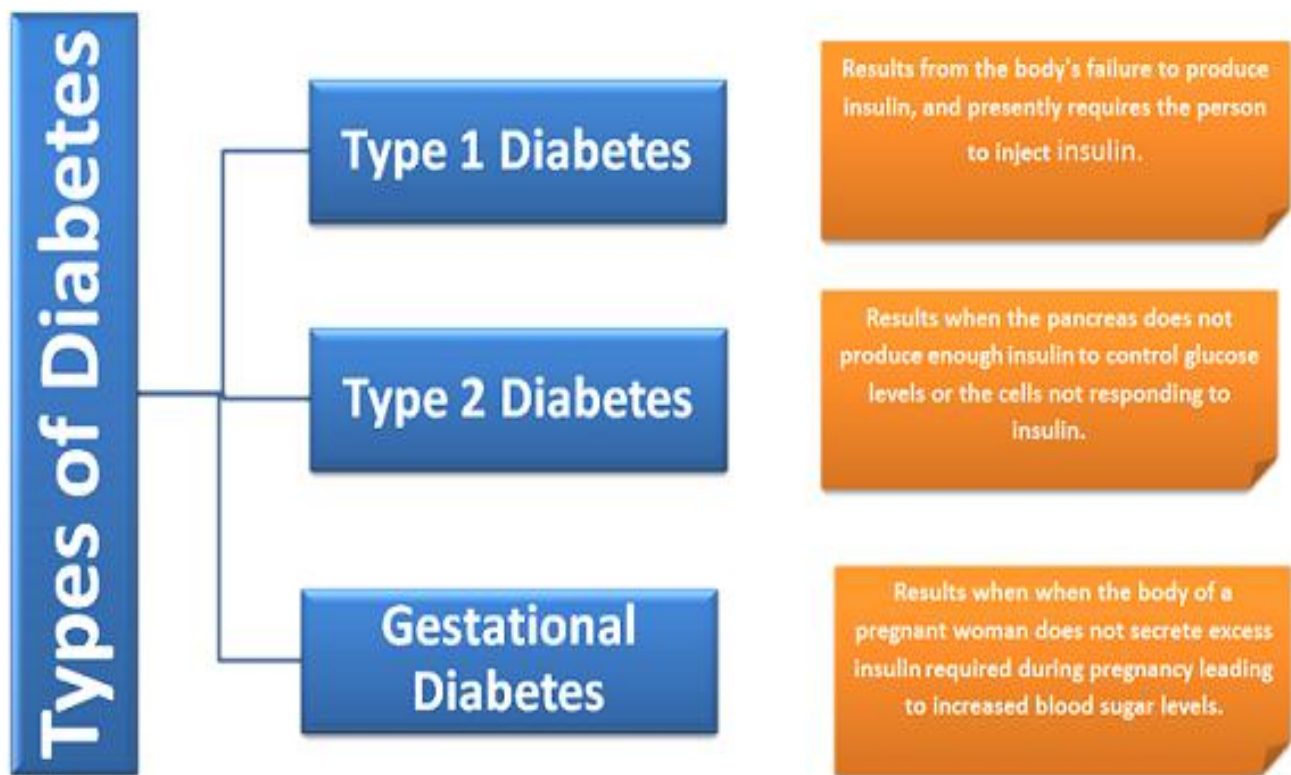 Types of Diabetes
Type 1 Diabetes
Results from the body's failure to produce
insulin, and presently requires the person
to inject insulin.
Type 2 Diabetes
Results when the pancreas does not
produce enough insulin to control glucose
levels or the cells not responding to
insulin.
Gestational
Diabetes
Results when when the body of a
pregnant woman does not secrete excess
insulin required during pregnancy leading
to increased blood sugar levels.